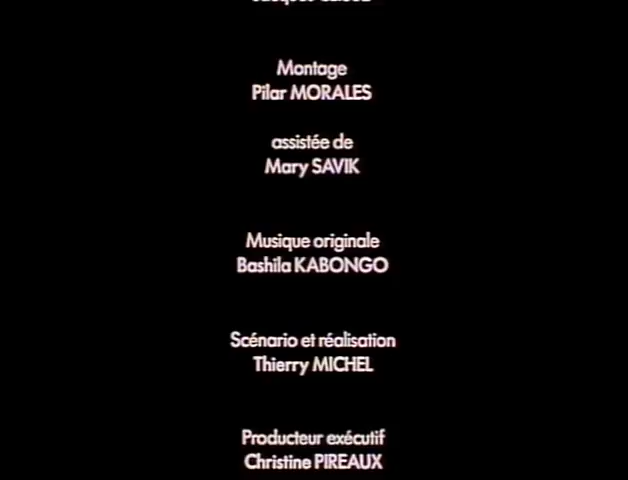 Montage
Pilar MORALES
assistée de
Mary SAVIK
Musique originale
Bashila KABONGO
Scénario et réalisation
Thierry MICHEL
Producteur exécutif
Christine PIREAUX